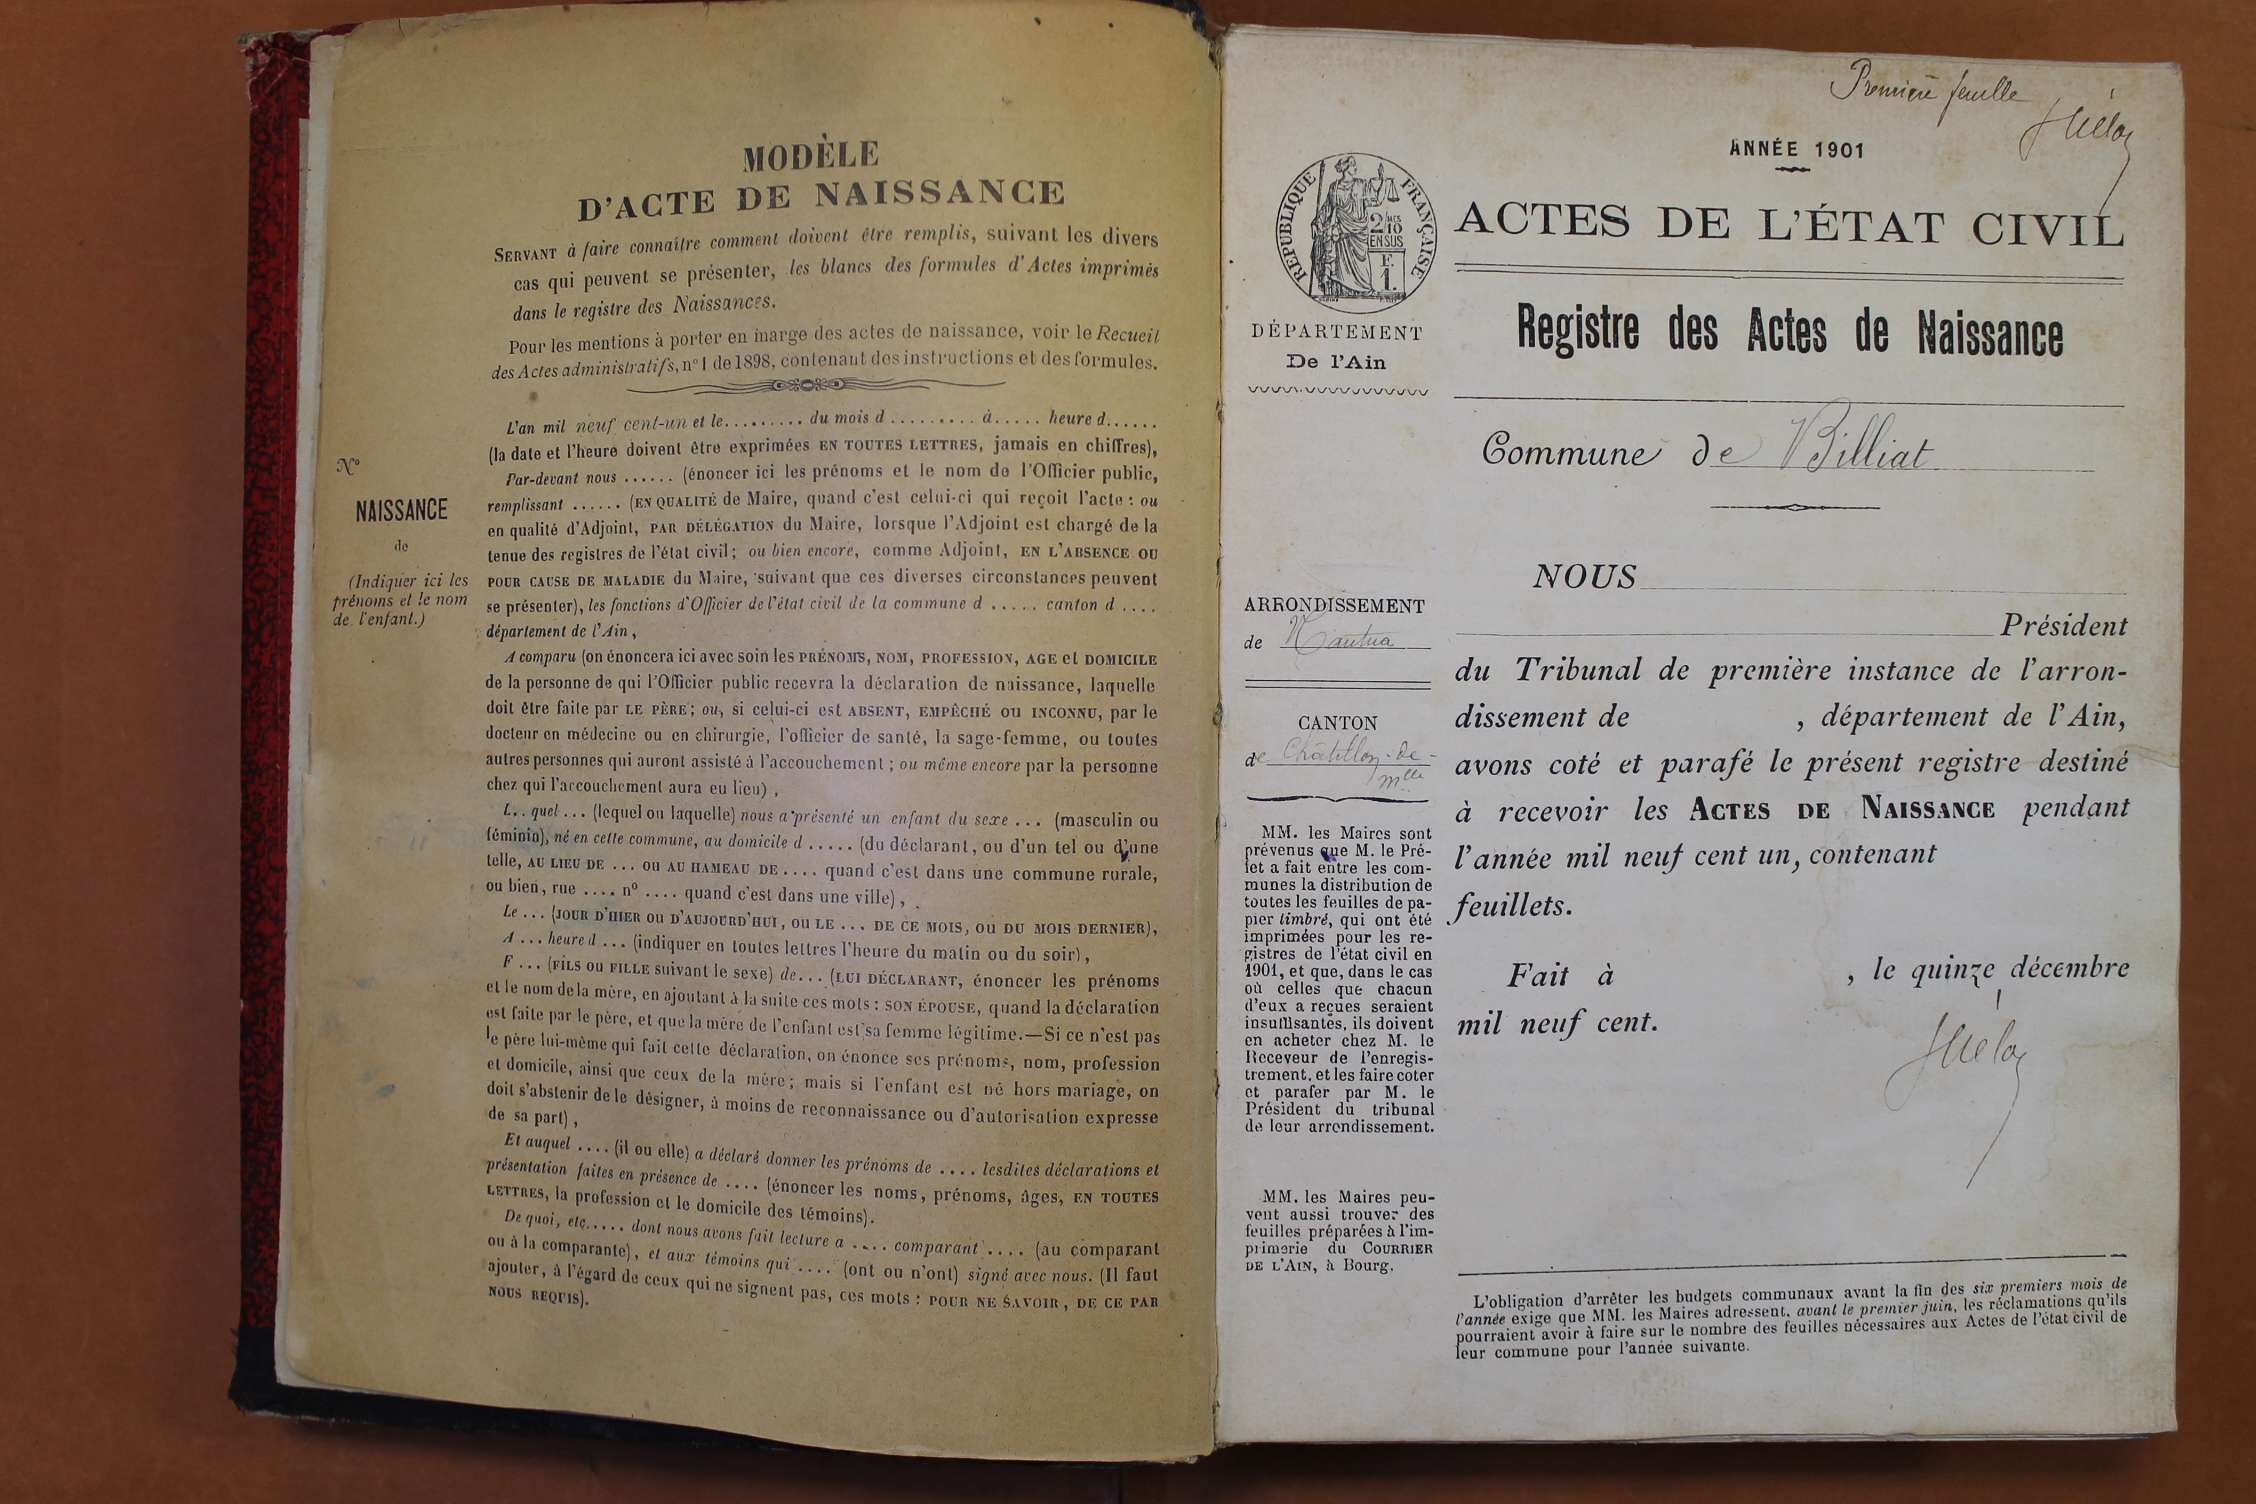 MODÈLE
D'ACTE DE NAISSANCE
SERVANT à faire connaître comment doivent être remplis, suivant les divers
cas qui peuvent se présenter, les blancs des formules d'Actes imprimés
dans le registre des Naissances.
Pour les mentions à porter en marge des actes de naissance, voir le Recueil
des Actes administratifs, n° 1 de 1898, contenant des instructions et des formules.
N°
NAISSANCE
de
(Indiquer ici les
prénoms et le nom
de l'enfant.)
L'an mil neuf cent-un et le......... du mois d ......... à..... heure d......
(la date et l'heure doivent être exprimées EN TOUTES LETTRES, jamais en chiffres),
Par-devant nous ...... (énoncer ici les prénoms et le nom de l'Officier public,
remplissant ...... (EN QUALITÉ de Maire, quand c'est celui-ci qui reçoit l'acte : ou
en qualité d'Adjoint, PAR DÉLÉGATION du Maire, lorsque l'Adjoint est chargé de la
tenue des registres de l'état civil; ou bien encore, comme Adjoint, EN L'ABSENCE OU
POUR CAUSE DE MALADIE du Maire, suivant que ces diverses circonstances peuvent
se présenter), les fonctions d'Officier de l'état civil de la commune d ..... canton d ....
département de l'Ain,
A comparu (on énoncera ici avec soin les PRÉNOMS, NOM, PROFESSION, AGE et DOMICILE
de la personne de qui l'Officier public recevra la déclaration de naissance, laquelle
doit être faite par LE PÈRE; ou, si celui-ci est ABSENT, EMPÊCHÉ ou INCONNU, par le
docteur en médecine ou en chirurgie, l'officier de santé, la sage-femme, ou toutes
autres personnes qui auront assisté à l'accouchement ; ou même encore par la personne
chez qui l'accouchement aura eu lieu),
L.. quel ... (lequel ou laquelle) nous a présenté un enfant du sexe ... (masculin ou
féminin), né en cette commune, au domicile d ..... (du déclarant, ou d'un tel ou d'une
telle, AU LIEU DE ... OU AU HAMEAU DE .... quand c'est dans une commune rurale,
ou bien, rue .... n° .... quand c'est dans une ville),
Le ... (JOUR D'HIER OU D'AUJOURD'HUI, OU LE ... DE CE MOIS, OU DU MOIS DERNIER),
A ... heure d ... (indiquer en toutes lettres l'heure du matin ou du soir),
F ... (FILS OU FILLE suivant le sexe) de... (LUI DÉCLARANT, énoncer les prénoms
et le nom de la mère, en ajoutant à la suite ces mots : SON ÉPOUSE, quand la déclaration
est faite par le père, et que la mère de l'enfant est sa femme légitime.—Si ce n'est pas
le père lui-même qui fait cette déclaration, on énonce ses prénoms, nom, profession
et domicile, ainsi que ceux de la mère; mais si l'enfant est né hors mariage, on
doit s'abstenir de le désigner, à moins de reconnaissance ou d'autorisation expresse
de sa part),
Et auquel .... (il ou elle) a déclaré donner les prénoms de .... lesdites déclarations et
présentation faites en présence de .... (énoncer les noms, prénoms, âges, EN TOUTES
LETTRES, la profession et le domicile des témoins).
De quoi, etc..... dont nous avons fait lecture a .... comparant .... (au comparant
ou à la comparante), et aux témoins qui .... (ont ou n'ont) signé avec nous. (Il faut
ajouter, à l'égard de ceux qui ne signent pas, ces mots : POUR NE SAVOIR, DE CE PAR
NOUS REQUIS).
Première feuille
ANNÉE 1901
RÉPUBLIQUE FRANÇAISE
2/10 MES
EN SUS
F.
1.
ACTES DE L'ÉTAT CIVIL
DÉPARTEMENT
De l'Ain
Registre des Actes de Naissance
Commune de Billiat
ARRONDISSEMENT
de Nantua
CANTON
de Châtillon-de-
Mlle
MM. les Maires sont
prévenus que M. le Pré-
fet a fait entre les com-
munes la distribution de
toutes les feuilles de pa-
pier timbré, qui ont été
imprimées pour les re-
gistres de l'état civil en
1901, et que, dans le cas
où celles que chacun
d'eux a reçues seraient
insuffisantes, ils doivent
en acheter chez M. le
Receveur de l'enregis-
trement, et les faire coter
et parafer par M. le
Président du tribunal
de leur arrondissement.
MM. les Maires peu-
vent aussi trouver des
feuilles préparées à l'im-
primerie du COURRIER
DE L'AIN, à Bourg.
NOUS
Président
du Tribunal de première instance de l'arron-
dissement de , département de l'Ain,
avons coté et parafé le présent registre destiné
à recevoir les ACTES DE NAISSANCE pendant
l'année mil neuf cent un, contenant
feuillets.
Fait à , le quinze décembre
mil neuf cent.
L'obligation d'arrêter les budgets communaux avant la fin des six premiers mois de
l'année exige que MM. les Maires adressent, avant le premier juin, les réclamations qu'ils
pourraient avoir à faire sur le nombre des feuilles nécessaires aux Actes de l'état civil de
leur commune pour l'année suivante.